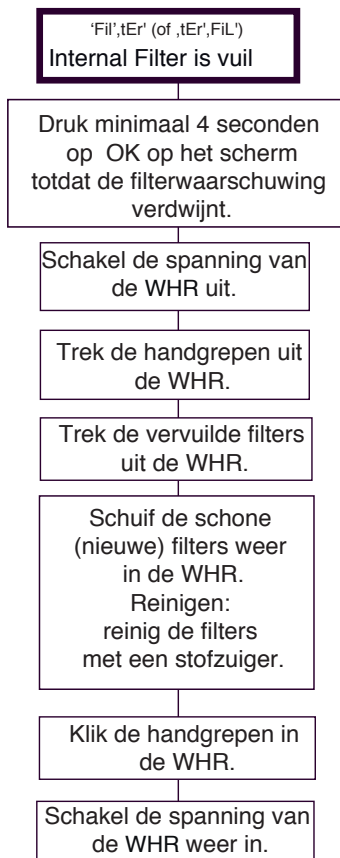 ‘Fil',tEr' (of ,tEr',FiL')
Internal Filter is vuil
Druk minimaal 4 seconden
op OK op het scherm
totdat de filterwaarschuwing
verdwijnt.
Schakel de spanning van
de WHR uit.
Trek de handgrepen uit
de WHR.
Trek de vervuilde filters
uit de WHR.
Schuif de schone
(nieuwe) filters weer
in de WHR.
Reinigen:
reinig de filters
met een stofzuiger.
Klik de handgrepen in
de WHR.
Schakel de spanning van
de WHR weer in.